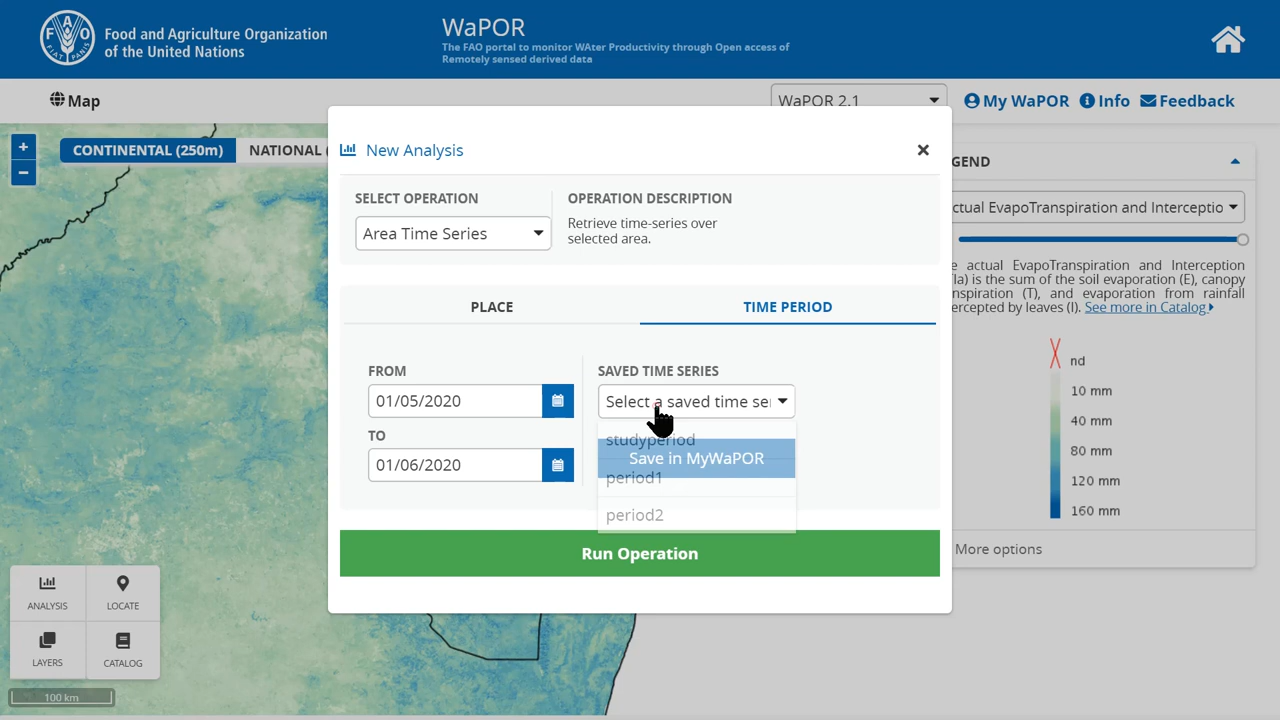 Food and Agriculture Organization
of the United Nations
WaPOR
The FAO portal to monitor WAter Productivity through Open access of
Remotely sensed derived data
Map
WaPOR 2.1
My WaPOR
Info
Feedback
+
−
CONTINENTAL (250m)
NATIONAL (
New Analysis
×
SELECT OPERATION
Area Time Series
OPERATION DESCRIPTION
Retrieve time-series over
selected area.
PLACE
TIME PERIOD
FROM
01/05/2020
TO
01/06/2020
SAVED TIME SERIES
Select a saved time se
studyperiod
Save in MyWaPOR
period1
period2
Run Operation
GEND
ctual EvapoTranspiration and Interceptio
e actual EvapoTranspiration and Interception
Ia) is the sum of the soil evaporation (E), canopy
nspiration (T), and evaporation from rainfall
ercepted by leaves (I). See more in Catalog
nd
10 mm
40 mm
80 mm
120 mm
160 mm
More options
ANALYSIS
LOCATE
LAYERS
CATALOG
100 km